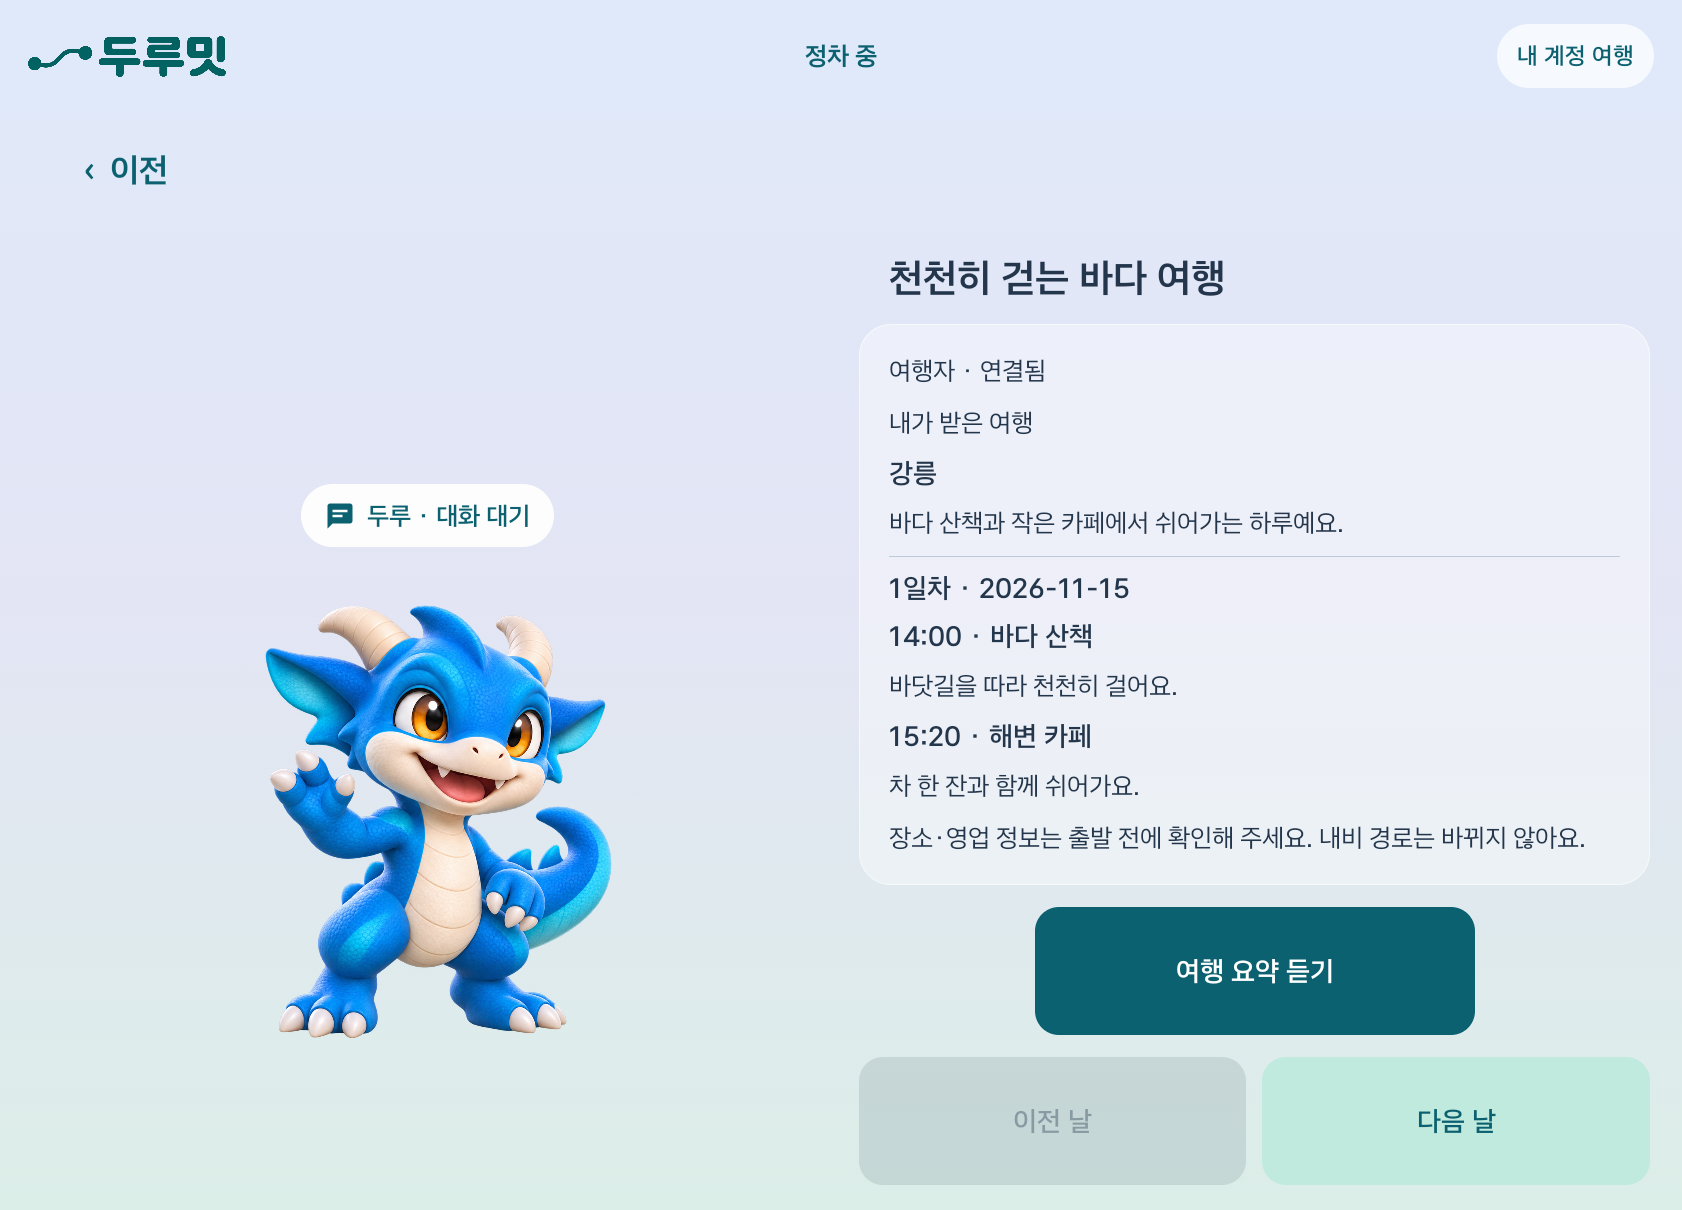 두루밋
정차 중
내 계정 여행
‹ 이전
천천히 걷는 바다 여행
여행자 · 연결됨
내가 받은 여행
강릉
바다 산책과 작은 카페에서 쉬어가는 하루예요.
두루 · 대화 대기
1일차 · 2026-11-15
14:00 · 바다 산책
바닷길을 따라 천천히 걸어요.
15:20 · 해변 카페
차 한 잔과 함께 쉬어가요.
장소·영업 정보는 출발 전에 확인해 주세요. 내비 경로는 바뀌지 않아요.
여행 요약 듣기
이전 날
다음 날